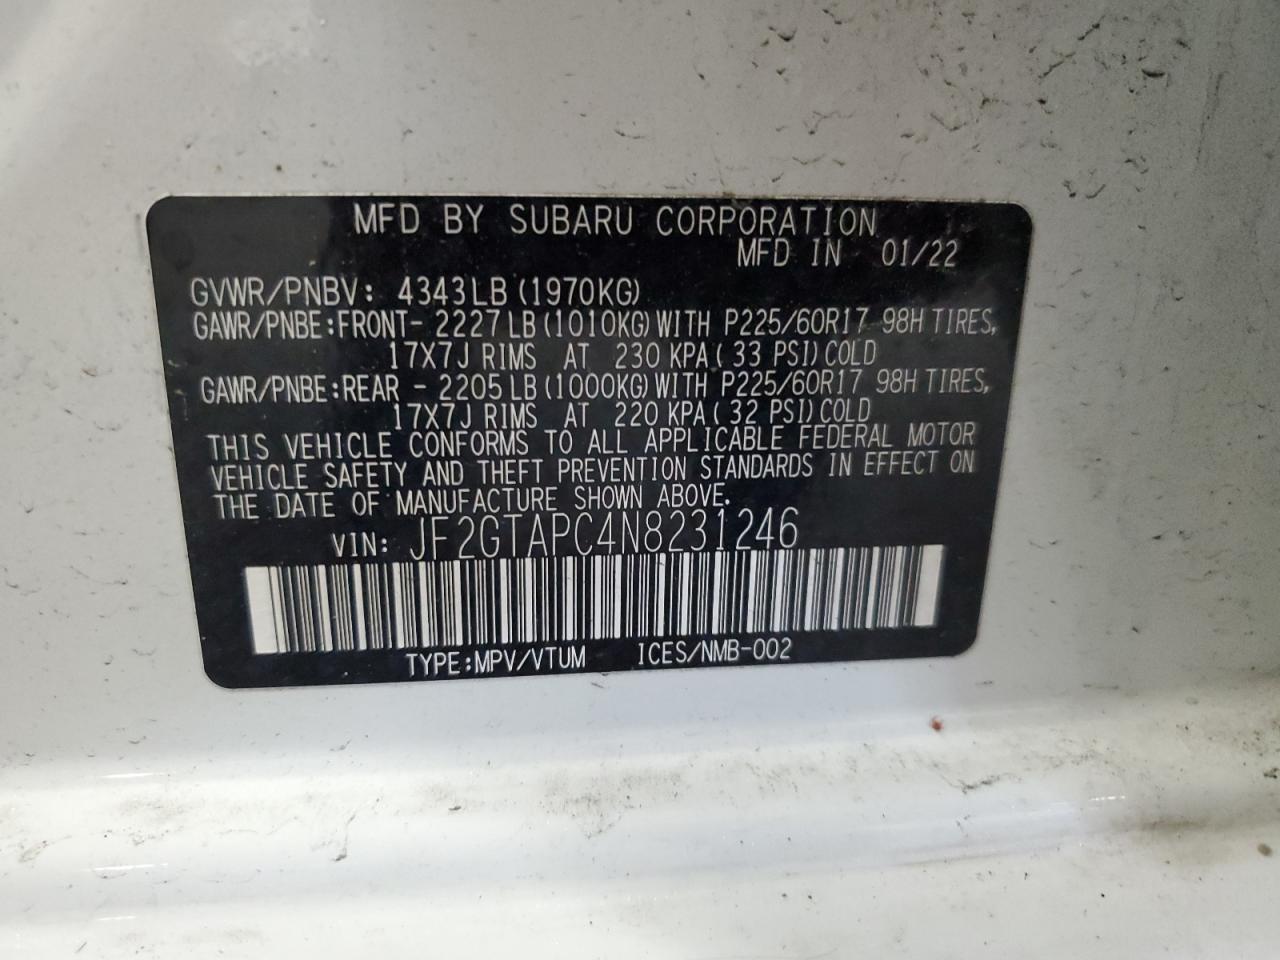 MFD BY SUBARU CORPORATION
MFD IN 01/22
GVWR/PNBV: 4343LB(1970KG)
GAWR/PNBE:FRONT- 2227LB(1010KG)WITH P225/60R17 98H TIRES,
17X7J RIMS AT 230 KPA(33 PSI)COLD
GAWR/PNBE:REAR - 2205LB(1000KG)WITH P225/60R17 98H TIRES,
17X7J RIMS AT 220 KPA(32 PSI)COLD
THIS VEHICLE CONFORMS TO ALL APPLICABLE FEDERAL MOTOR
VEHICLE SAFETY AND THEFT PREVENTION STANDARDS IN EFFECT ON
THE DATE OF MANUFACTURE SHOWN ABOVE.
VIN: JF2GTAPC4N8231246
TYPE:MPV/VTUM ICES/NMB-002